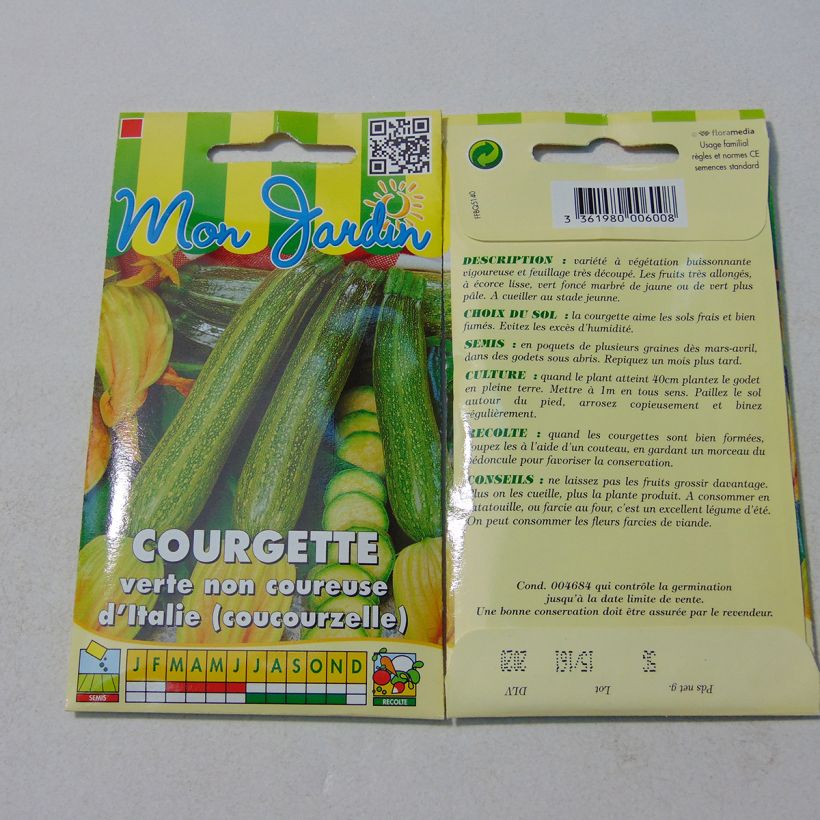 Mon Jardin
COURGETTE
verte non coureuse
d'Italie (coucourzelle)
J F M A M J J A S O N D
SEMIS
RECOLTE
floramedia
Usage familial
règles et normes CE
semences standard
FFBGS140
3 361980 006008
DESCRIPTION : variété à végétation buissonnante
vigoureuse et feuillage très découpé. Les fruits très allongés,
à écorce lisse, vert foncé marbré de jaune ou de vert plus
pâle. A cueillir au stade jeune.
CHOIX DU SOL : la courgette aime les sols frais et bien
fumés. Evitez les excès d'humidité.
SEMIS : en poquets de plusieurs graines dès mars-avril,
dans des godets sous abris. Repiquez un mois plus tard.
CULTURE : quand le plant atteint 40cm plantez le godet
en pleine terre. Mettre à 1m en tous sens. Paillez le sol
autour du pied, arrosez copieusement et binez
régulièrement.
RECOLTE : quand les courgettes sont bien formées,
coupez les à l'aide d'un couteau, en gardant un morceau du
pédoncule pour favoriser la conservation.
CONSEILS : ne laissez pas les fruits grossir davantage.
Plus on les cueille, plus la plante produit. A consommer en
ratatouille, ou farcie au four, c'est un excellent légume d'été.
On peut consommer les fleurs farcies de viande.
Cond. 004684 qui contrôle la germination
jusqu'à la date limite de vente.
Une bonne conservation doit être assurée par le revendeur.
DLV Lot Pds net g.